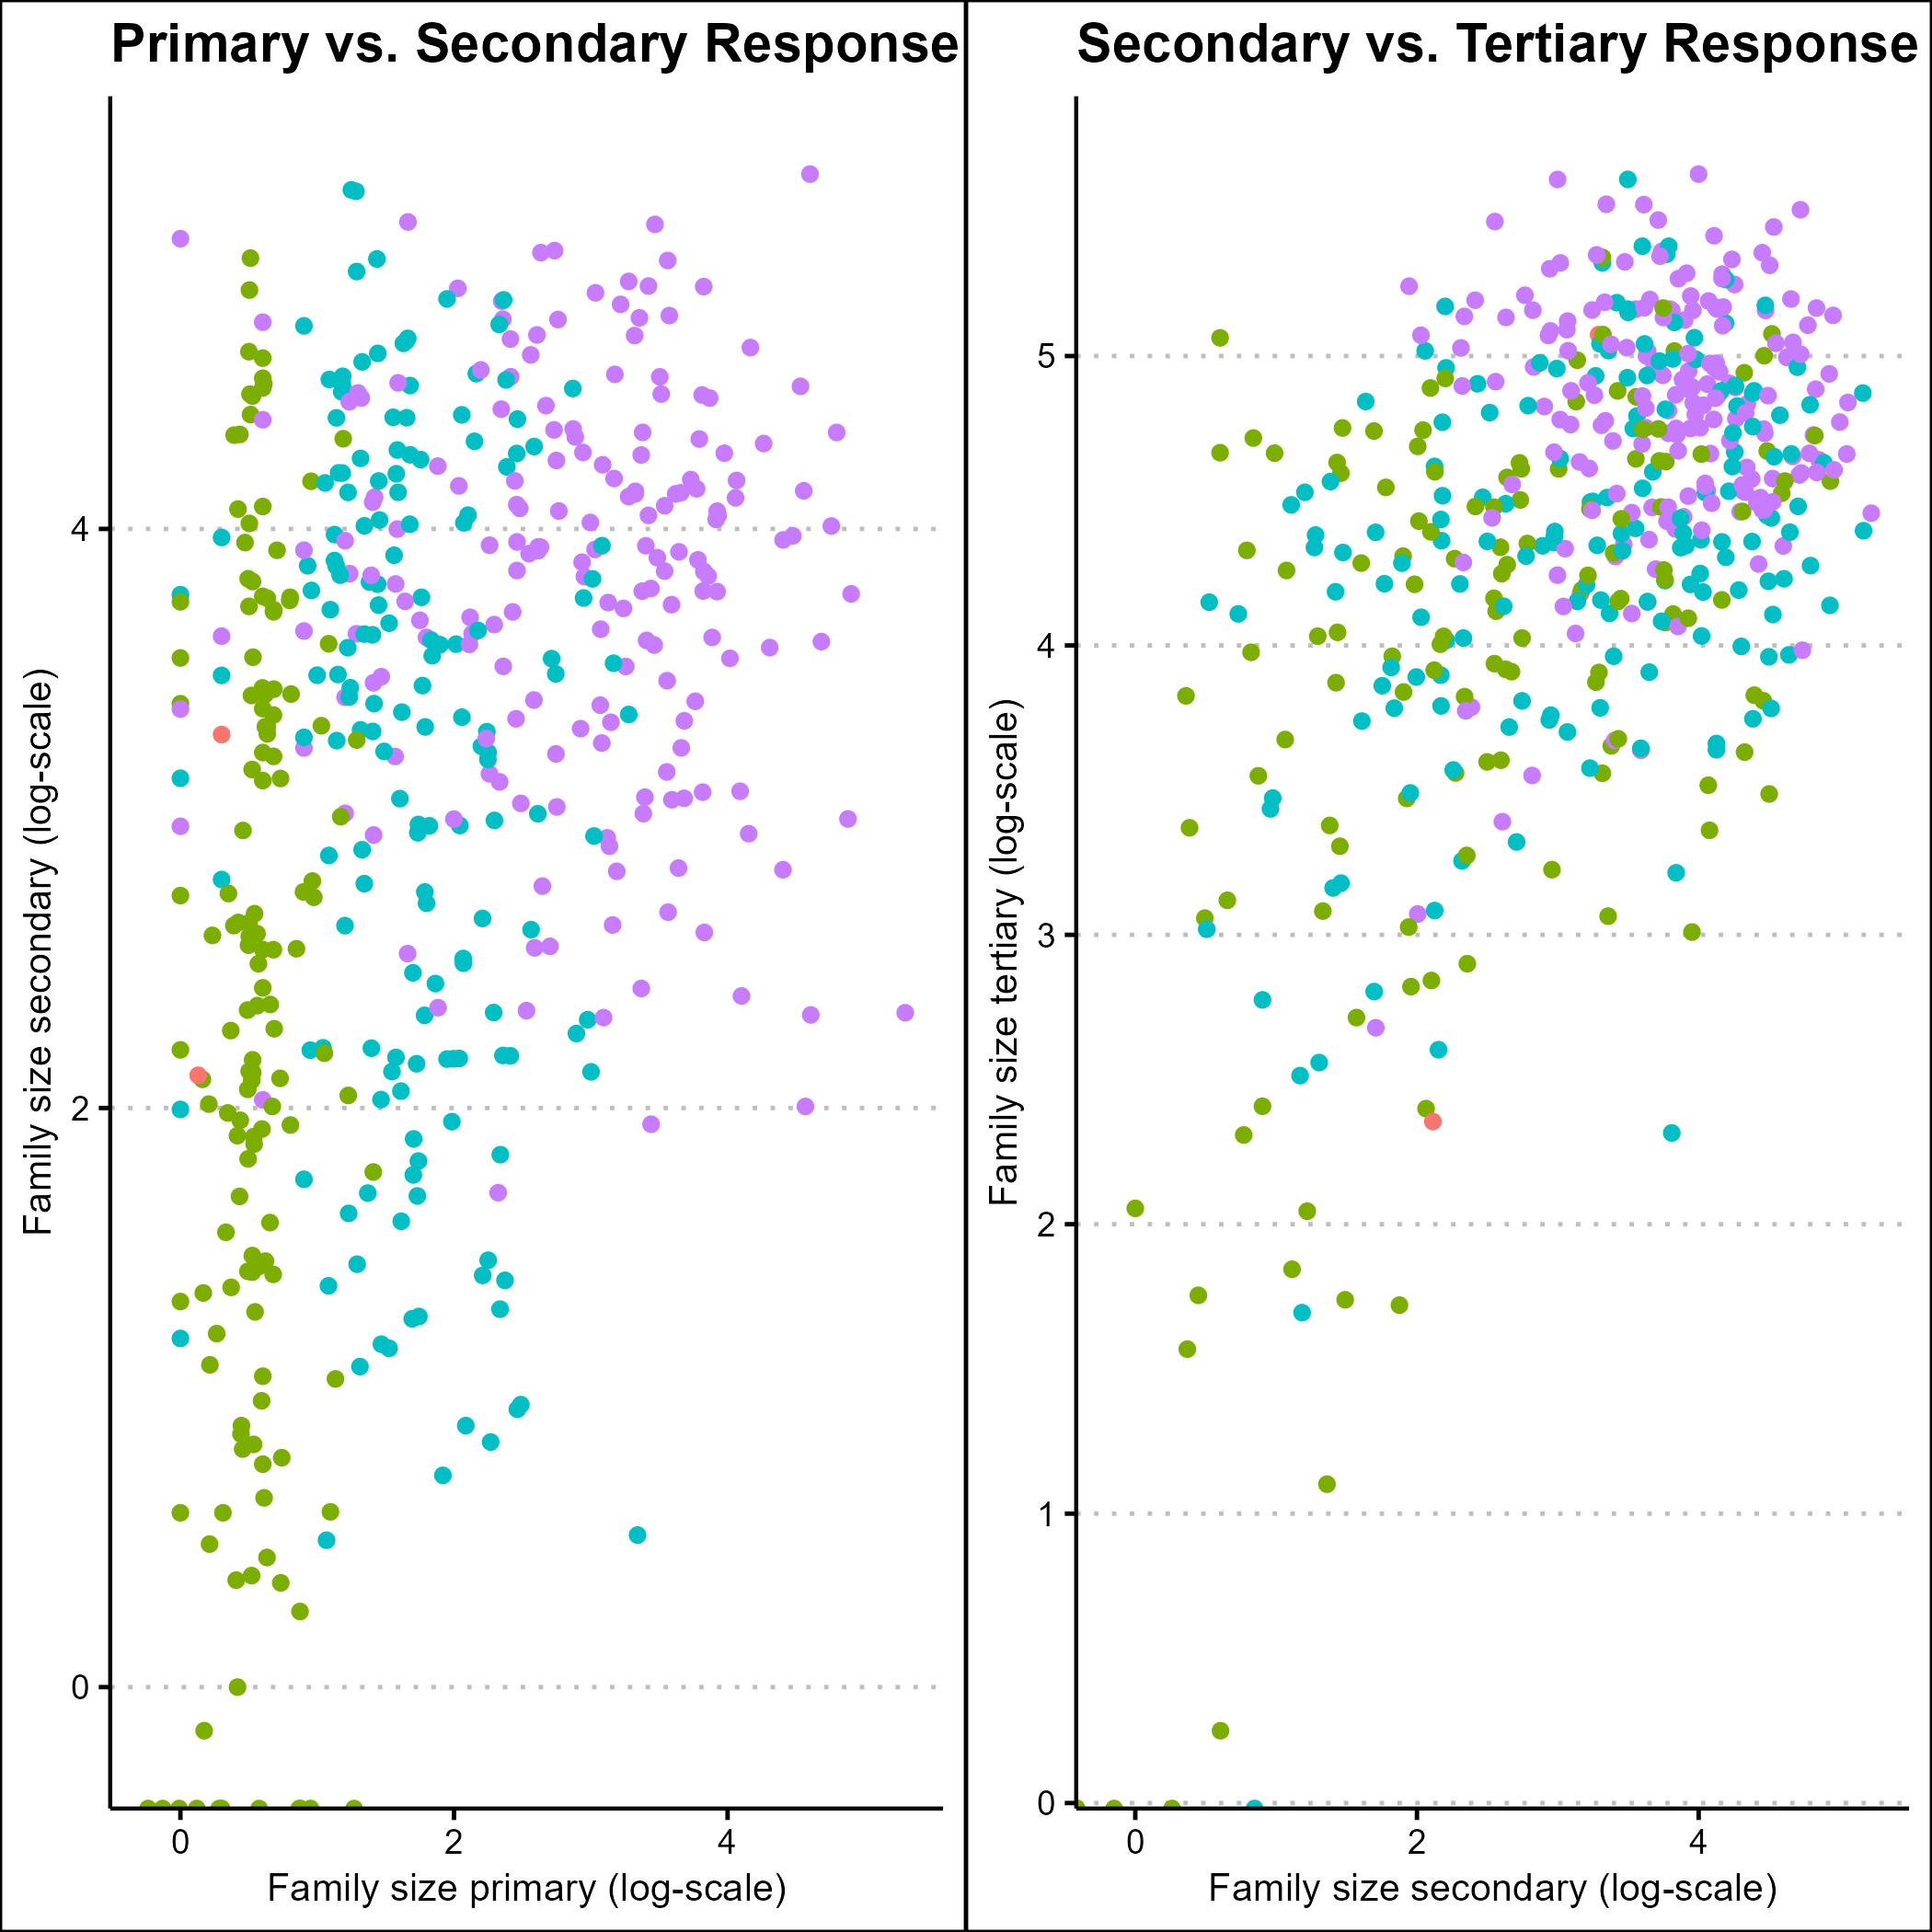 Primary vs. Secondary Response
Family size secondary (log-scale)
4
2
0
0 2 4
Family size primary (log-scale)
Secondary vs. Tertiary Response
Family size tertiary (log-scale)
5
4
3
2
1
0
0 2 4
Family size secondary (log-scale)